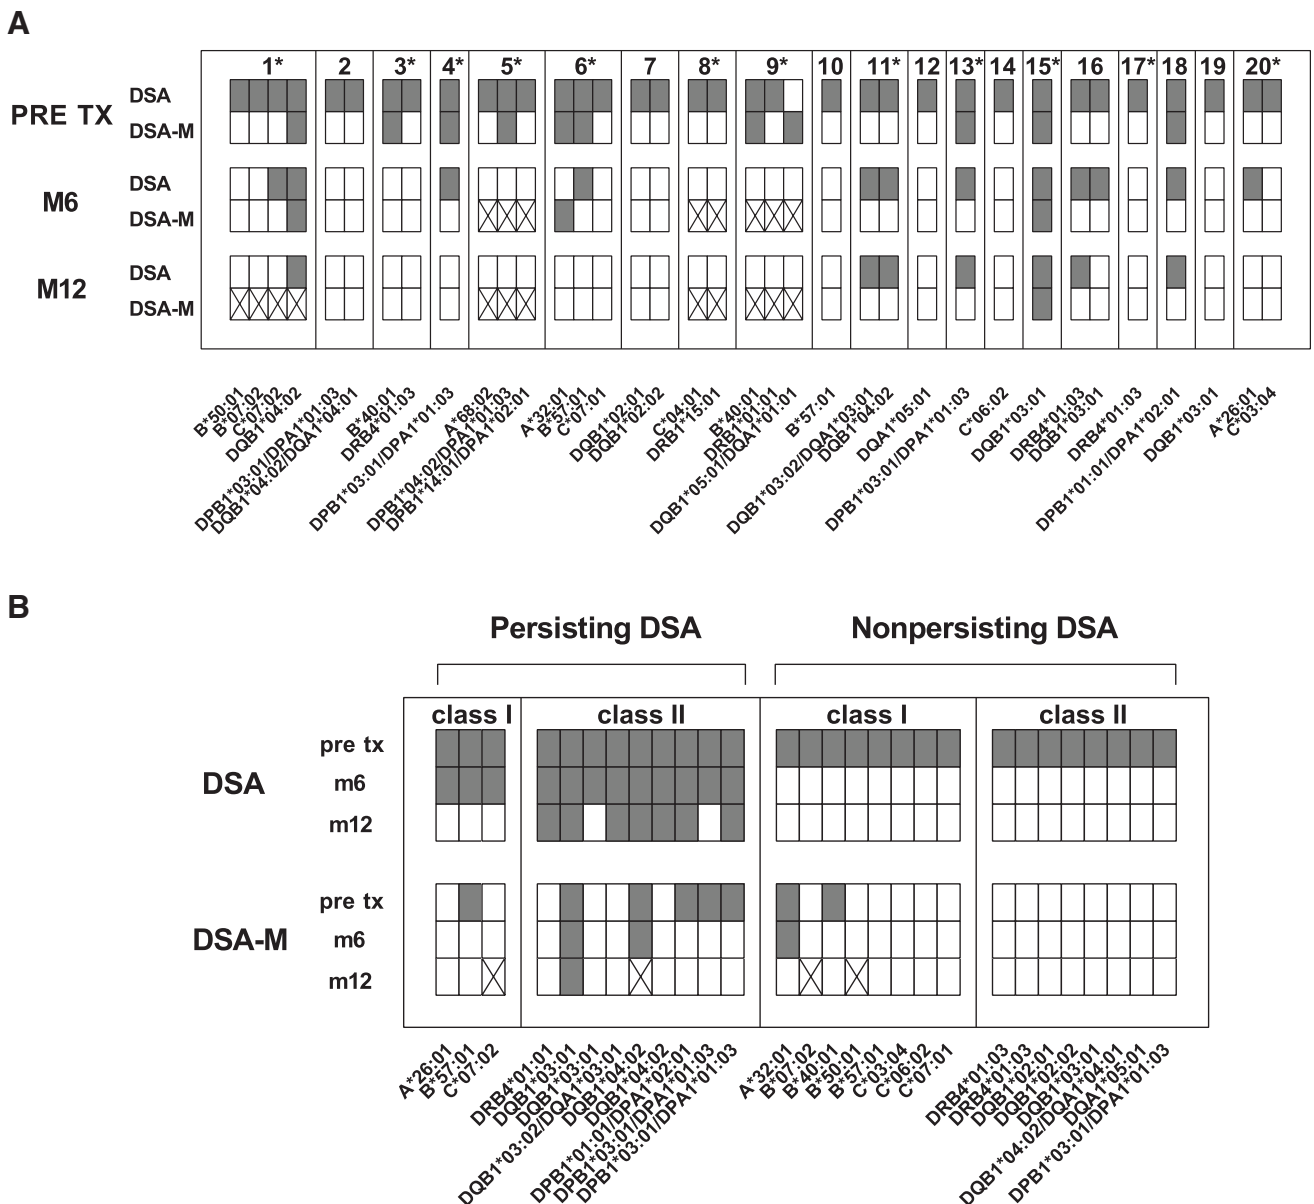 A
1* 2 3* 4* 5* 6* 7 8* 9* 10 11* 12 13* 14 15* 16 17* 18 19 20*
PRE TX
DSA
DSA-M
M6
DSA
DSA-M
M12
DSA
DSA-M
B*50:01
B*07:02
C*07:02
DQB1*04:02
DPB1*03:01/DPA1*01:03
DQB1*04:02/DQA1*04:01
B*40:01
DRB4*01:03
DPB1*03:01/DPA1*01:03
A*68:02
DPB1*04:02/DPA1*01:03
DPB1*14:01/DPA1*02:01
A*32:01
B*57:01
C*07:01
DQB1*02:01
DQB1*02:02
C*04:01
DRB1*15:01
B*40:01
DRB1*01:01
DQB1*05:01/DQA1*01:01
B*57:01
DQB1*03:02/DQA1*03:01
DQB1*04:02
DQA1*05:01
DPB1*03:01/DPA1*01:03
C*06:02
DQB1*03:01
DRB4*01:03
DQB1*03:01
DRB4*01:03
DPB1*01:01/DPA1*02:01
DQB1*03:01
A*26:01
C*03:04
B
Persisting DSA
Nonpersisting DSA
class I
class II
class I
class II
DSA
pre tx
m6
m12
DSA-M
pre tx
m6
m12
A*26:01
B*57:01
C*07:02
DRB4*01:01
DQB1*03:01
DQB1*03:01
DQB1*03:02/DQA1*03:01
DQB1*04:02
DQB1*04:02
DPB1*01:01/DPA1*02:01
DPB1*03:01/DPA1*01:03
DPB1*03:01/DPA1*01:03
A*32:01
B*07:02
B*40:01
B*50:01
B*57:01
C*03:04
C*06:02
C*07:01
DRB4*01:03
DRB4*01:03
DQB1*02:01
DQB1*02:02
DQB1*03:01
DQB1*04:02/DQA1*04:01
DQA1*05:01
DPB1*03:01/DPA1*01:03